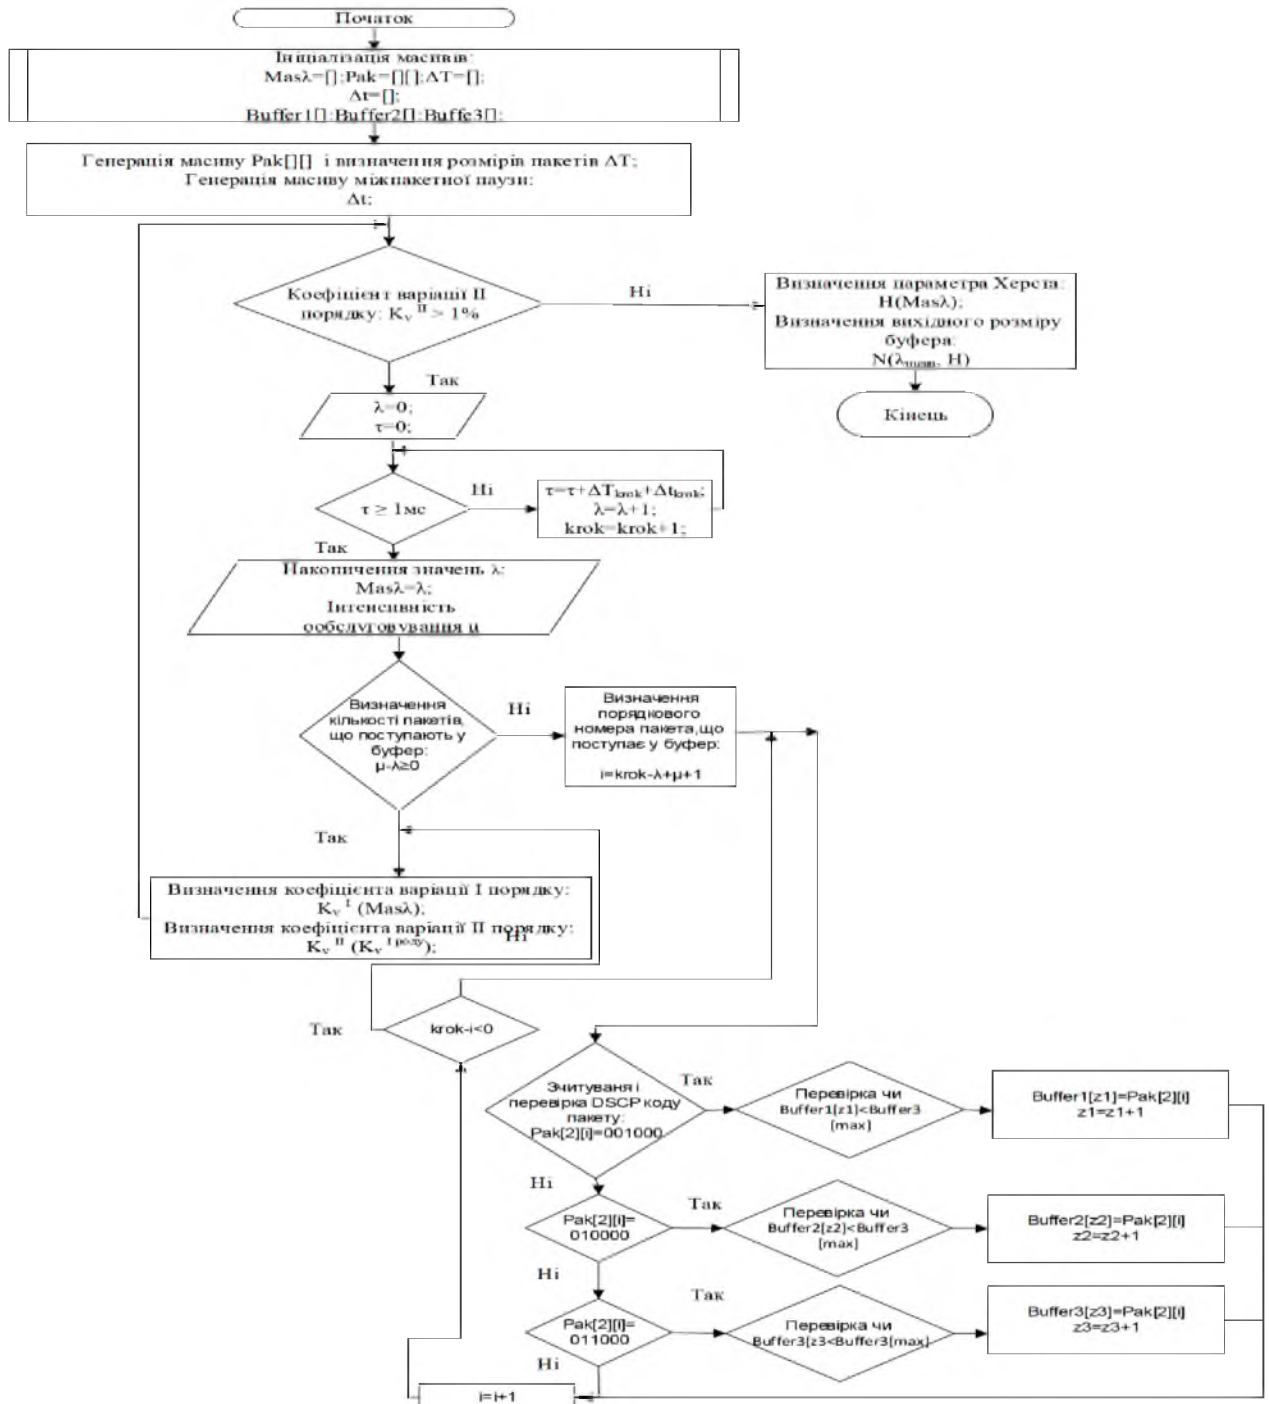 Початок
Ініціалізація масивів:
Masλ=[];Pak=[][];ΔT=[];
Δt=[];
Buffer1[];Buffer2[];Buffe3[];
Генерація масиву Pak[][] і визначення розмірів пакетів ΔT;
Генерація масиву міжпакетної паузи:
Δt;
Коефіцієнт варіації II
порядку: Kv II > 1%
Ні
Визначення параметра Херста:
H(Masλ);
Визначення вихідного розміру
буфера:
N(λmean, H)
Кінець
Так
λ=0;
τ=0;
τ ≥ 1мс
Ні
τ=τ+ΔTkrok+Δtkrok;
λ=λ+1;
krok=krok+1;
Так
Накопичення значень λ:
Masλ=λ;
Інтенсивність
ообслуговування μ
Визначення
кількості пакетів,
що поступають у
буфер:
μ-λ≥0
Ні
Визначення
порядкового
номера пакета,що
поступає у буфер:
i=krok-λ+μ+1
Так
Визначення коефіцієнта варіації I порядку:
Kv I (Masλ);
Визначення коефіцієнта варіації II порядку:
Kv II (Kv I роду);
Ні
Так
krok-i<0
Зчитуваня і
перевірка DSCP коду
пакету:
Pak[2][i]=001000
Так
Перевірка чи
Buffer1[z1]<Buffer3
[max]
Buffer1[z1]=Pak[2][i]
z1=z1+1
Ні
Pak[2][i]=
010000
Так
Перевірка чи
Buffer2[z2]<Buffer3
[max]
Buffer2[z2]=Pak[2][i]
z2=z2+1
Ні
Pak[2][i]=
011000
Так
Перевірка чи
Buffer3[z3<Buffer3[max]
Buffer3[z3]=Pak[2][i]
z3=z3+1
Ні
i=i+1